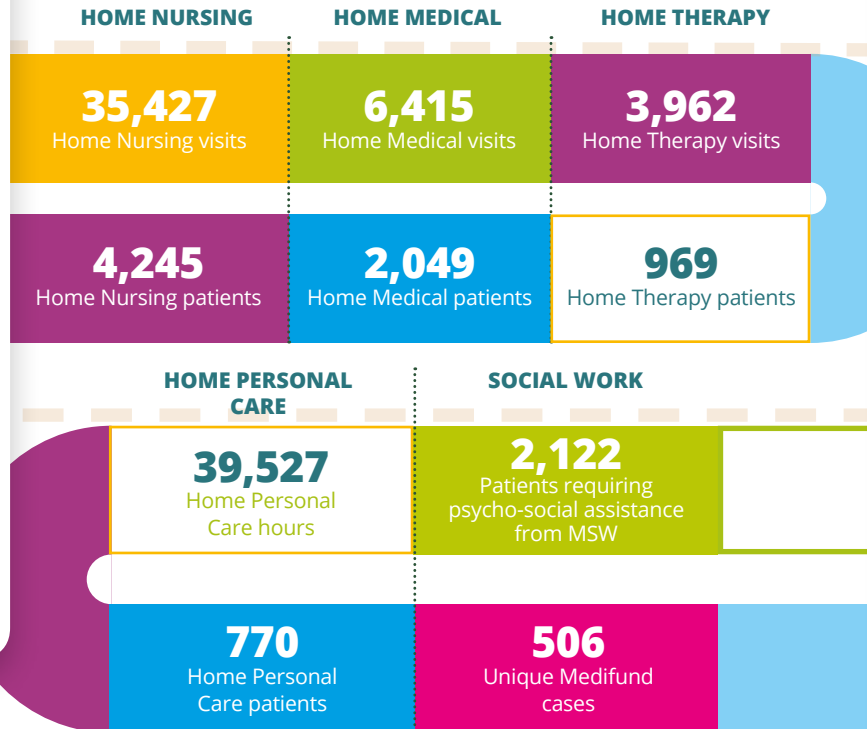 HOME NURSING
HOME MEDICAL
HOME THERAPY
35,427
Home Nursing visits
6,415
Home Medical visits
3,962
Home Therapy visits
4,245
Home Nursing patients
2,049
Home Medical patients
969
Home Therapy patients
HOME PERSONAL
CARE
SOCIAL WORK
39,527
Home Personal
Care hours
2,122
Patients requiring
psycho-social assistance
from MSW
770
Home Personal
Care patients
506
Unique Medifund
cases